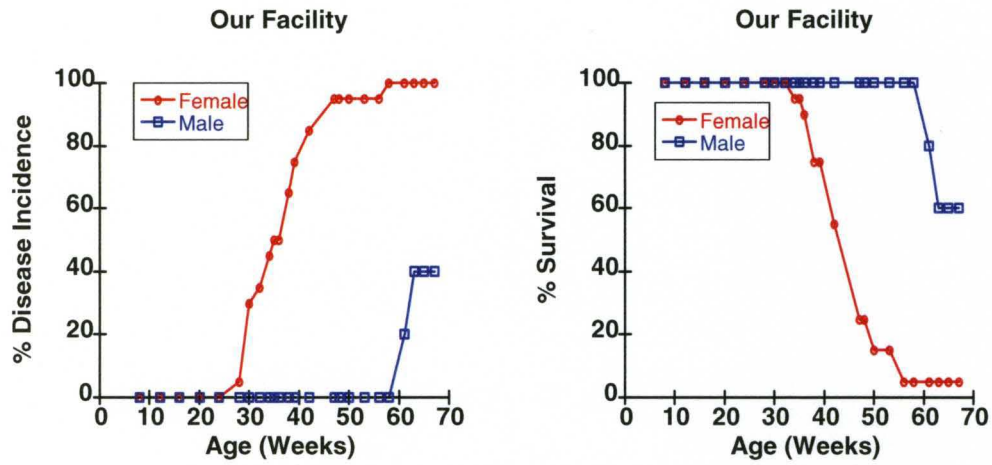 Our Facility
% Disease Incidence
100
80
60
40
20
0
Female
Male
0 10 20 30 40 50 60 70
Age (Weeks)
Our Facility
% Survival
100
80
60
40
20
0
Female
Male
0 10 20 30 40 50 60 70
Age (Weeks)